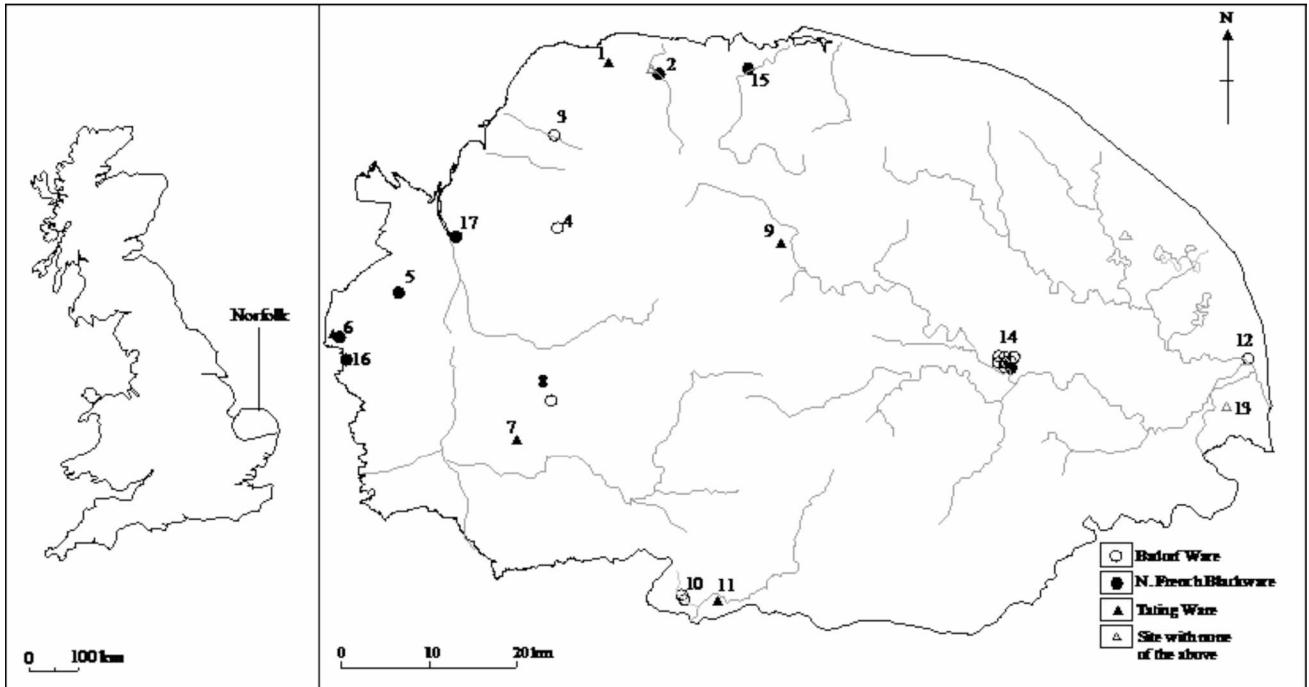 Norfolk
0 100 km
N
1
2
15
3
4
17
9
5
6
16
14
12
8
13
7
10
11
0 10 20 km
Badorf Ware
N. French Blackware
Tating Ware
Site with none
of the above